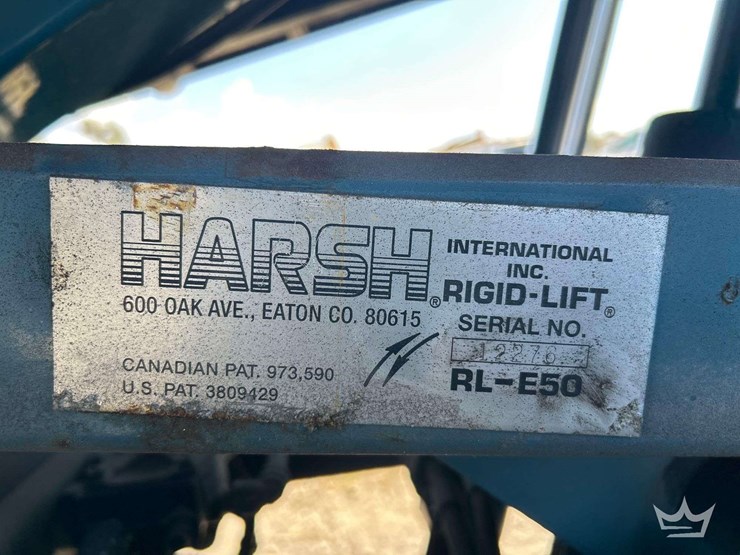 HARSH®
INTERNATIONAL
INC.
RIGID-LIFT®
600 OAK AVE., EATON CO. 80615
SERIAL NO.
12276
CANADIAN PAT. 973,590
U.S. PAT. 3809429
RL-E50